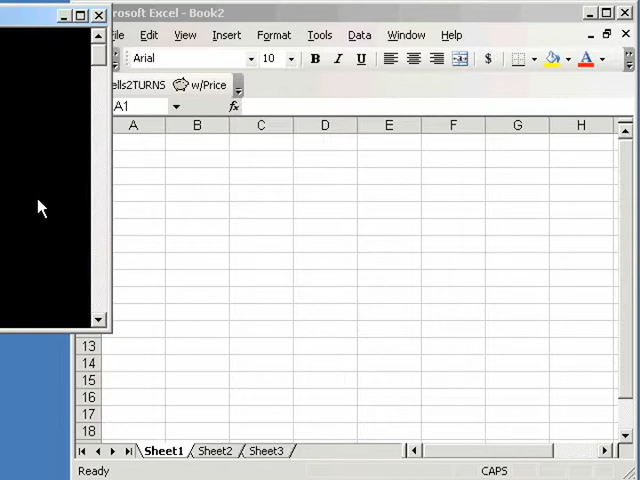 rosoft Excel - Book2
File Edit View Insert Format Tools Data Window Help
Arial 10 B I U $ A
ells2TURNS w/Price
A1 fx
A B C D E F G H
13
14
15
16
17
18
Sheet1 Sheet2 Sheet3
Ready CAPS